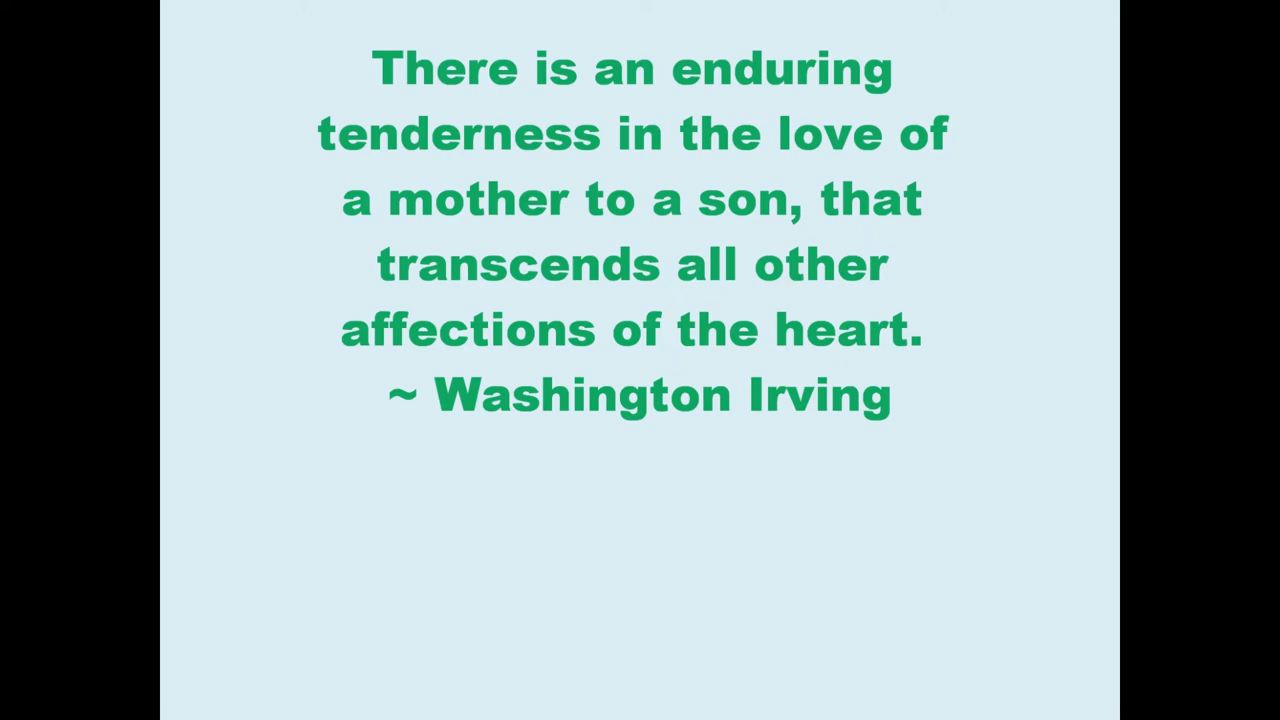 There is an enduring
tenderness in the love of
a mother to a son, that
transcends all other
affections of the heart.
~ Washington Irving